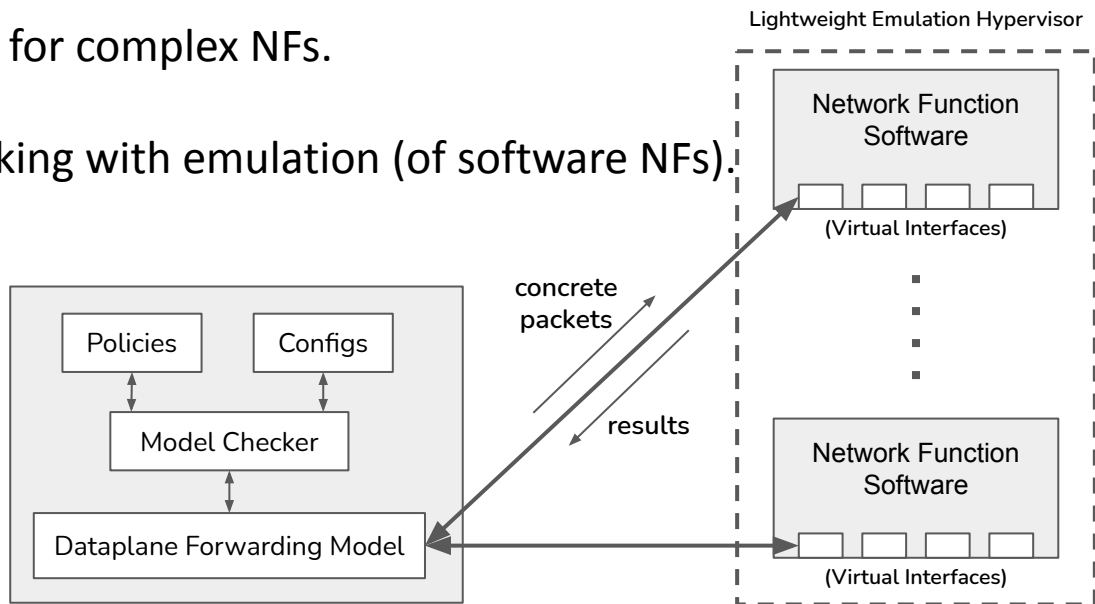 for complex NFs.
king with emulation (of software NFs).
Lightweight Emulation Hypervisor
Network Function
Software
(Virtual Interfaces)
concrete
packets
results
Policies
Configs
Model Checker
Dataplane Forwarding Model
Network Function
Software
(Virtual Interfaces)